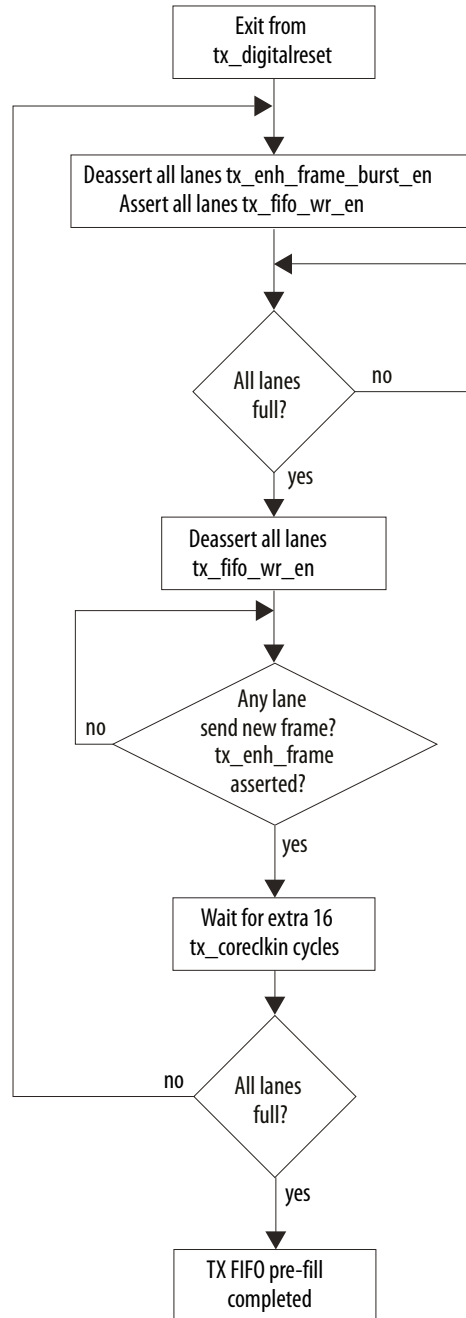 Exit from
tx_digitalreset
Deassert all lanes tx_enh_frame_burst_en
Assert all lanes tx_fifo_wr_en
All lanes
full?
no
yes
Deassert all lanes
tx_fifo_wr_en
Any lane
send new frame?
tx_enh_frame
asserted?
no
yes
Wait for extra 16
tx_coreclkin cycles
no
All lanes
full?
yes
TX FIFO pre-fill
completed